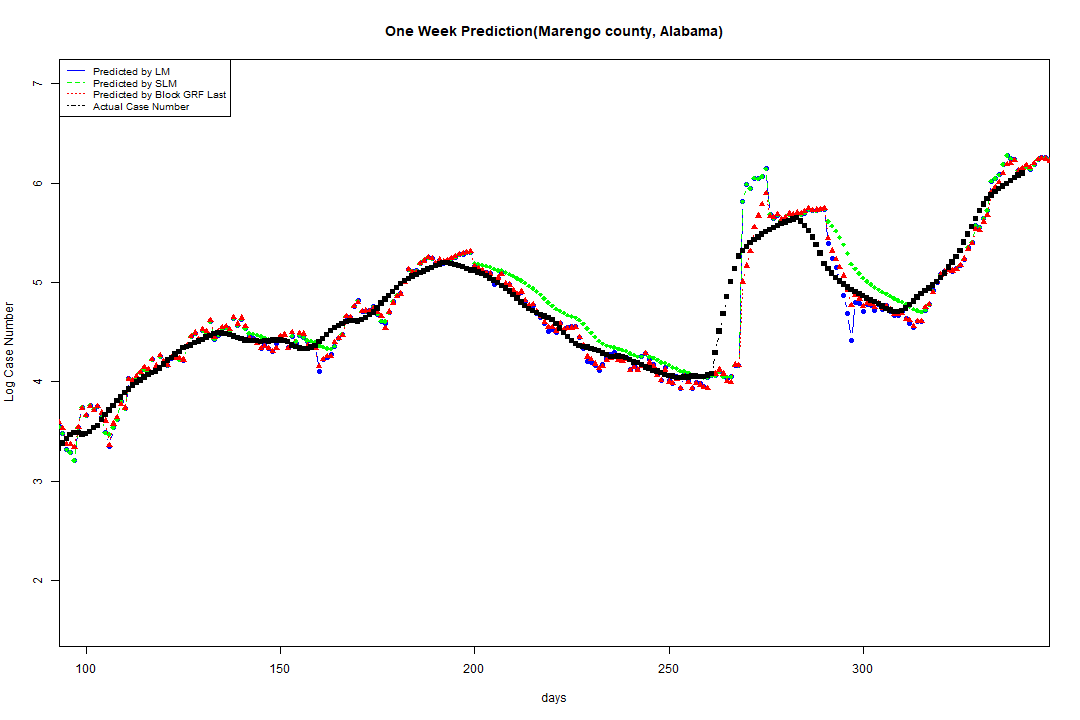 One Week Prediction(Marengo county, Alabama)
Predicted by LM
Predicted by SLM
Predicted by Block GRF Last
Actual Case Number
7
6
5
4
3
2
Log Case Number
100 150 200 250 300
days